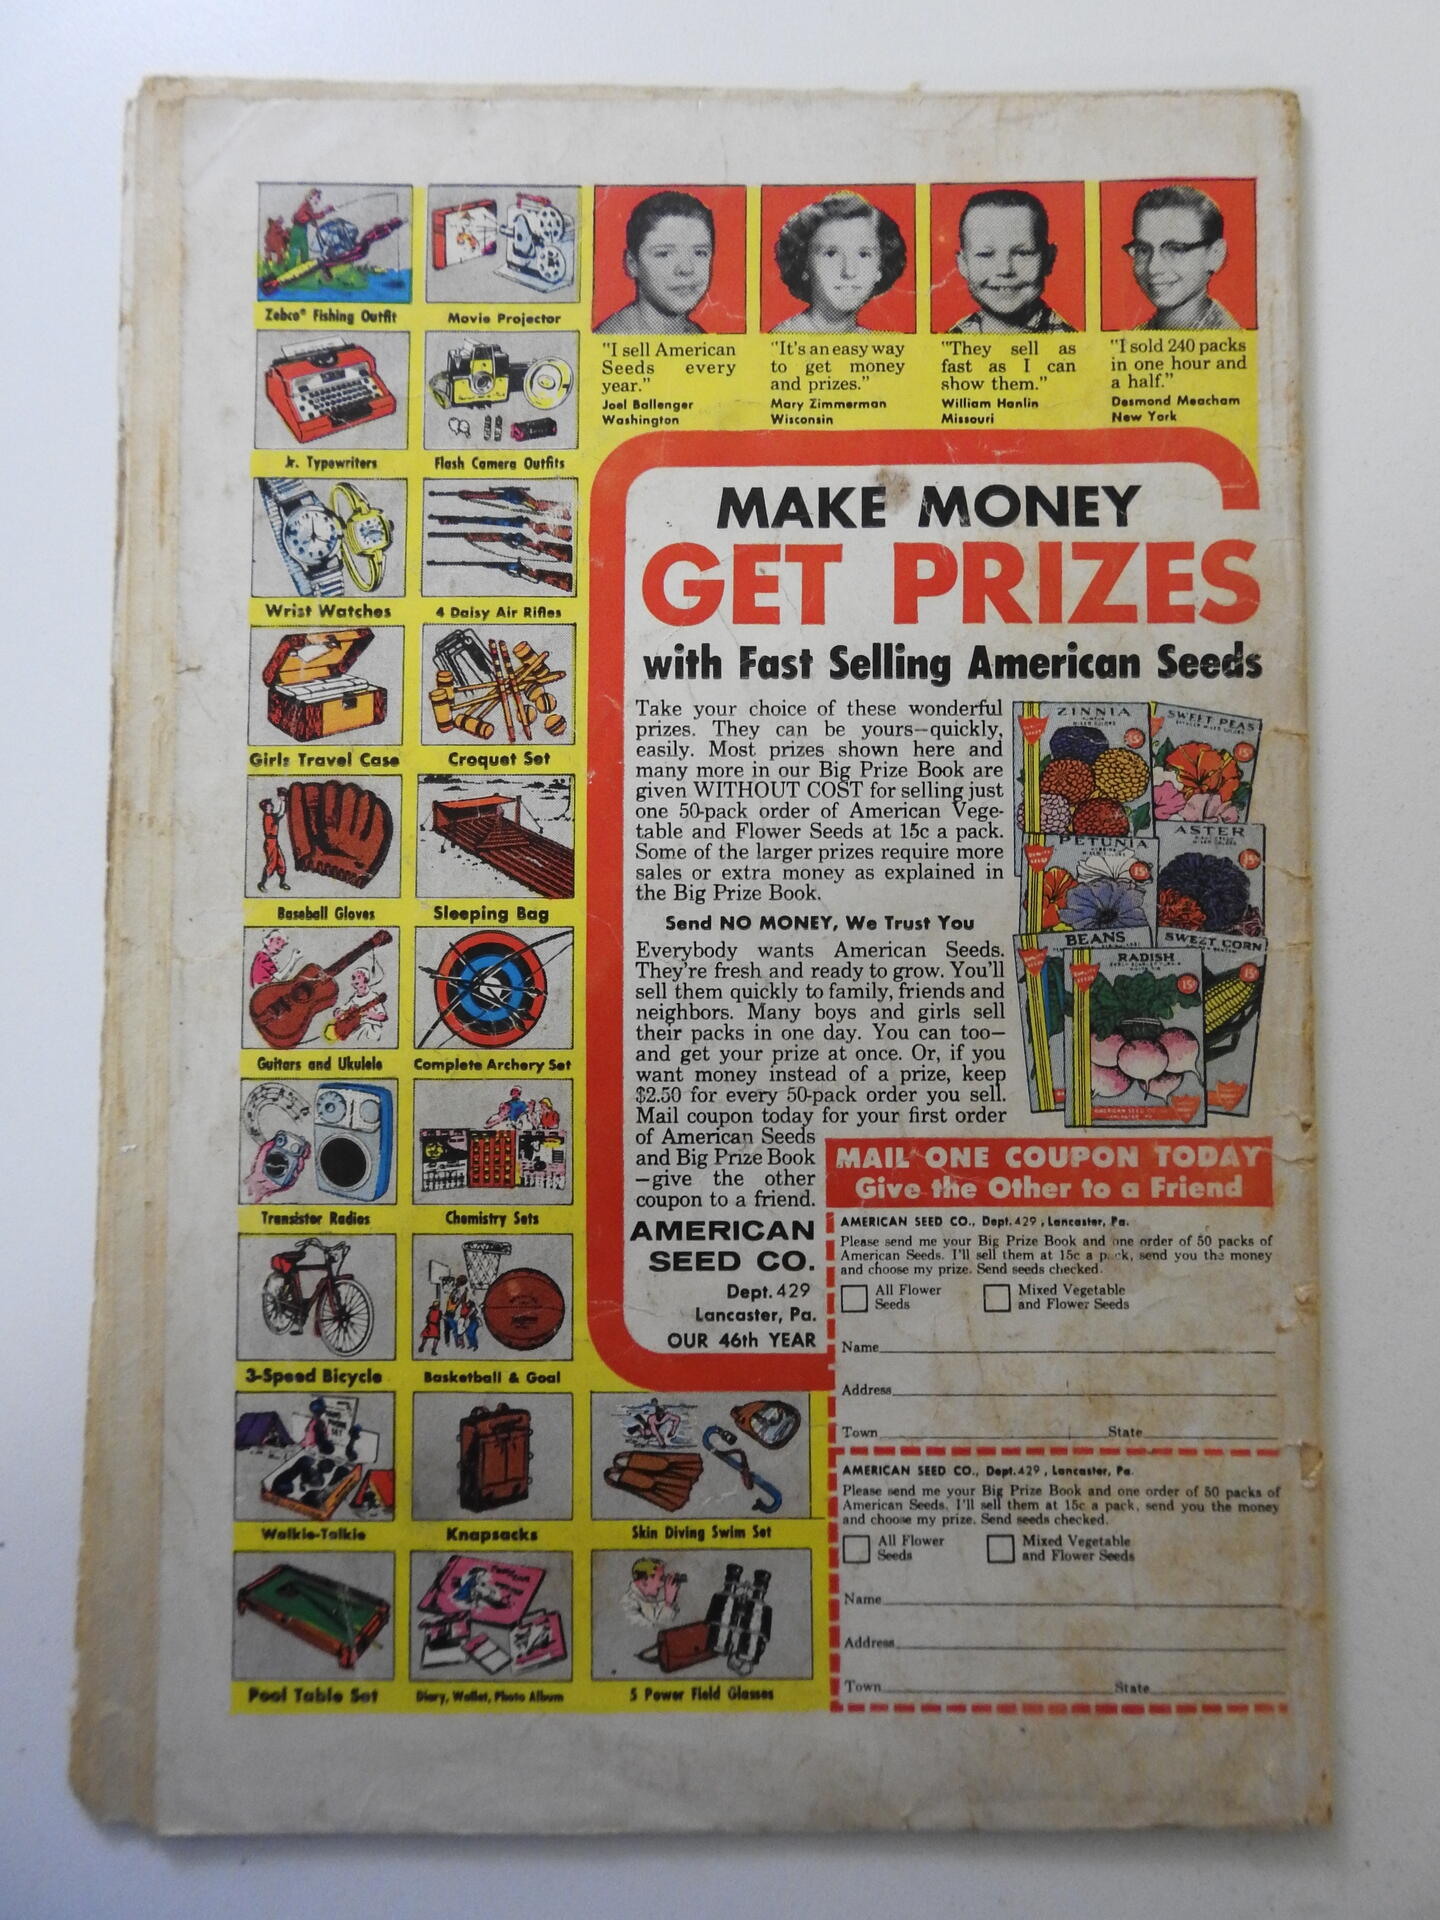 Zebco® Fishing Outfit
Movie Projector
Jr. Typewriters
Flash Camera Outfits
Wrist Watches
4 Daisy Air Rifles
Girls Travel Case
Croquet Set
Baseball Gloves
Sleeping Bag
Guitars and Ukulele
Complete Archery Set
Transistor Radios
Chemistry Sets
3-Speed Bicycle
Basketball & Goal
Walkie-Talkie
Knapsacks
Skin Diving Swim Set
Pool Table Set
Diary, Wallet, Photo Album
5 Power Field Glasses
"I sell American
Seeds every
year."
Joel Ballenger
Washington
"It's an easy way
to get money
and prizes."
Mary Zimmerman
Wisconsin
"They sell as
fast as I can
show them."
William Hanlin
Missouri
"I sold 240 packs
in one hour and
a half."
Desmond Meacham
New York
MAKE MONEY
GET PRIZES
with Fast Selling American Seeds
Take your choice of these wonderful
prizes. They can be yours—quickly,
easily. Most prizes shown here and
many more in our Big Prize Book are
given WITHOUT COST for selling just
one 50-pack order of American Vege-
table and Flower Seeds at 15c a pack.
Some of the larger prizes require more
sales or extra money as explained in
the Big Prize Book.
Send NO MONEY, We Trust You
Everybody wants American Seeds.
They're fresh and ready to grow. You'll
sell them quickly to family, friends and
neighbors. Many boys and girls sell
their packs in one day. You can too—
and get your prize at once. Or, if you
want money instead of a prize, keep
$2.50 for every 50-pack order you sell.
Mail coupon today for your first order
of American Seeds
and Big Prize Book
—give the other
coupon to a friend.
AMERICAN
SEED CO.
Dept. 429
Lancaster, Pa.
OUR 46th YEAR
ZINNIA
15¢
SWEET PEAS
15¢
PETUNIA
15¢
ASTER
15¢
BEANS
SWEET CORN
15¢
RADISH
15¢
MAIL ONE COUPON TODAY
Give the Other to a Friend
AMERICAN SEED CO., Dept. 429, Lancaster, Pa.
Please send me your Big Prize Book and one order of 50 packs of
American Seeds. I'll sell them at 15c a pack, send you the money
and choose my prize. Send seeds checked.
All Flower
Seeds
Mixed Vegetable
and Flower Seeds
Name
Address
Town State
AMERICAN SEED CO., Dept. 429, Lancaster, Pa.
Please send me your Big Prize Book and one order of 50 packs of
American Seeds. I'll sell them at 15c a pack, send you the money
and choose my prize. Send seeds checked.
All Flower
Seeds
Mixed Vegetable
and Flower Seeds
Name
Address
Town State